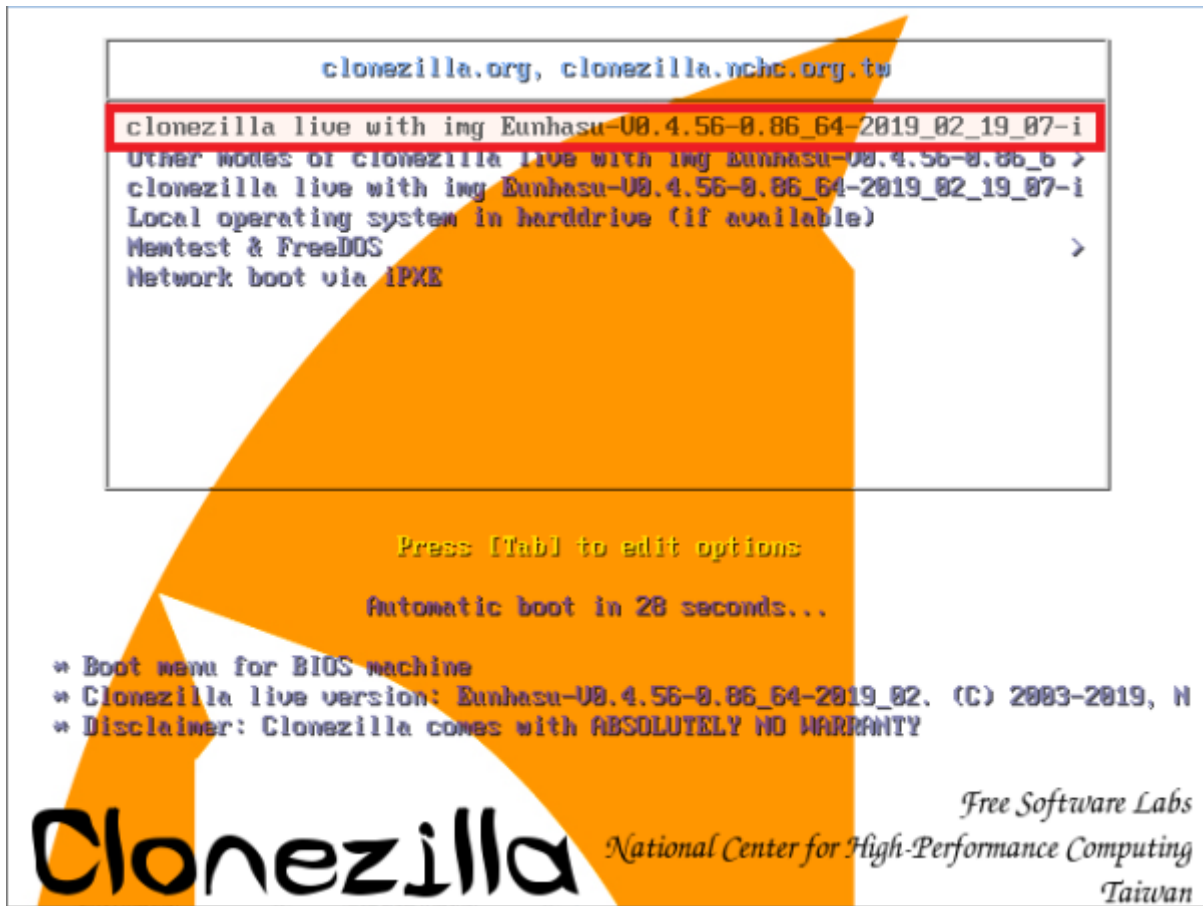 clonezilla.org, clonezilla.nchc.org.tw
clonezilla live with img Eunhasu-V0.4.56-0.86_64-2019_02_19_07-i
Other modes of clonezilla live with img Eunhasu-V0.4.56-0.86_6 >
clonezilla live with img Eunhasu-V0.4.56-0.86_64-2019_02_19_07-i
Local operating system in harddrive (if available)
Memtest & FreeDOS >
Network boot via iPXE
Press [Tab] to edit options
Automatic boot in 28 seconds...
* Boot menu for BIOS machine
* Clonezilla live version: Eunhasu-V0.4.56-0.86_64-2019_02. (C) 2003-2019, N
* Disclaimer: Clonezilla comes with ABSOLUTELY NO WARRANTY
Free Software Labs
Clonezilla National Center for High-Performance Computing
Taiwan